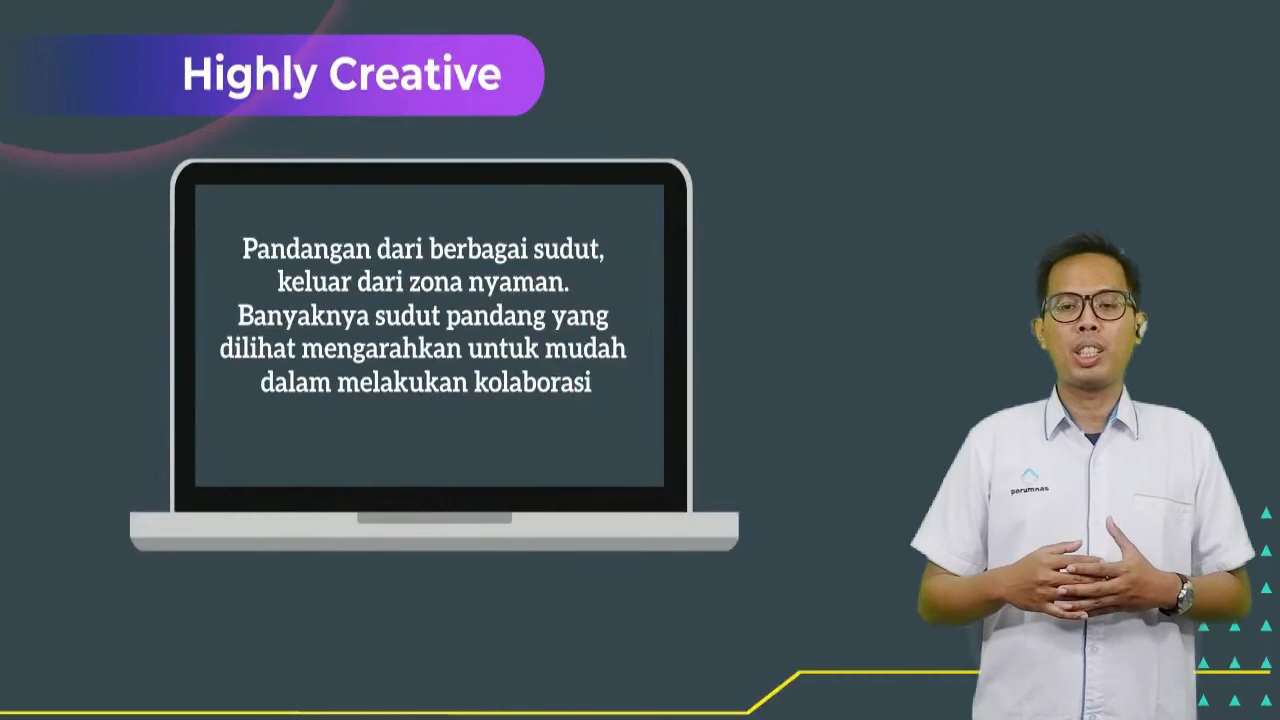 Highly Creative
Pandangan dari berbagai sudut,
keluar dari zona nyaman.
Banyaknya sudut pandang yang
dilihat mengarahkan untuk mudah
dalam melakukan kolaborasi
perumnas